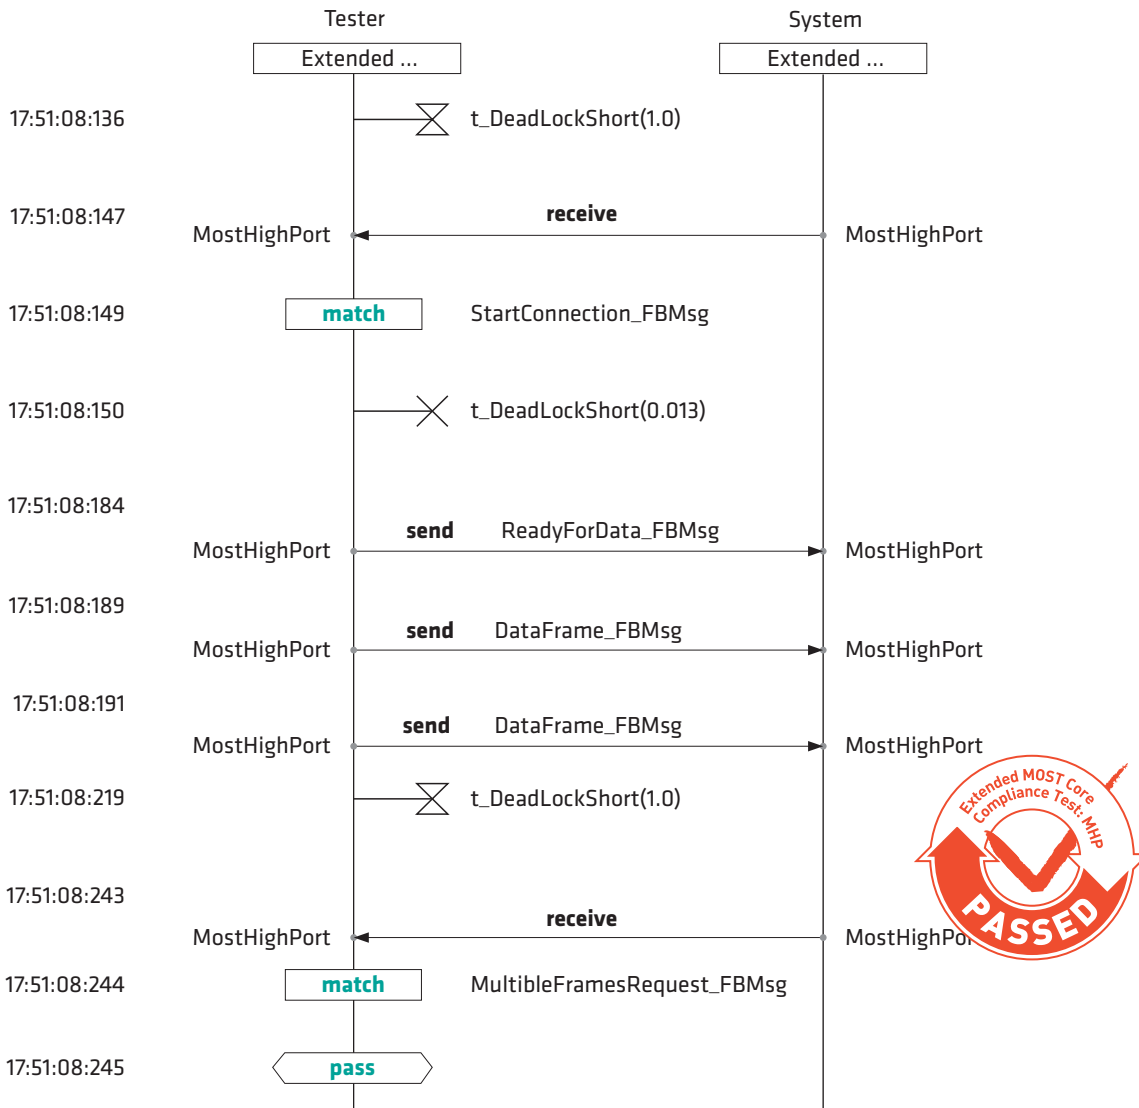 Tester System
Extended ... Extended ...
17:51:08:136 t_DeadLockShort(1.0)
17:51:08:147 receive
MostHighPort MostHighPort
17:51:08:149 match StartConnection_FBMsg
17:51:08:150 t_DeadLockShort(0.013)
17:51:08:184 send ReadyForData_FBMsg
MostHighPort MostHighPort
17:51:08:189 send DataFrame_FBMsg
MostHighPort MostHighPort
17:51:08:191 send DataFrame_FBMsg
MostHighPort MostHighPort
17:51:08:219 t_DeadLockShort(1.0)
Extended MOST Core
Compliance Test: MHP
PASSED
17:51:08:243 receive
MostHighPort MostHighPort
17:51:08:244 match MultibleFramesRequest_FBMsg
17:51:08:245 pass